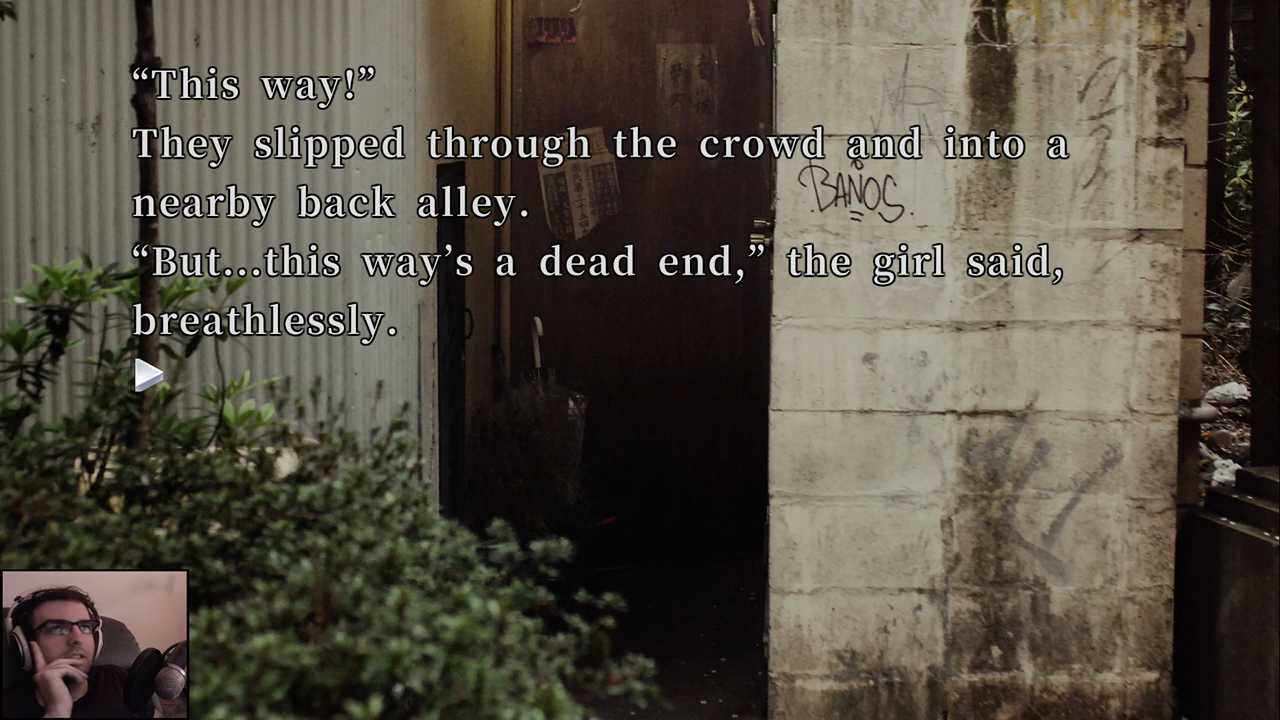 “This way!”
They slipped through the crowd and into a
nearby back alley.
“But...this way’s a dead end,” the girl said,
breathlessly.
BAÑOS.